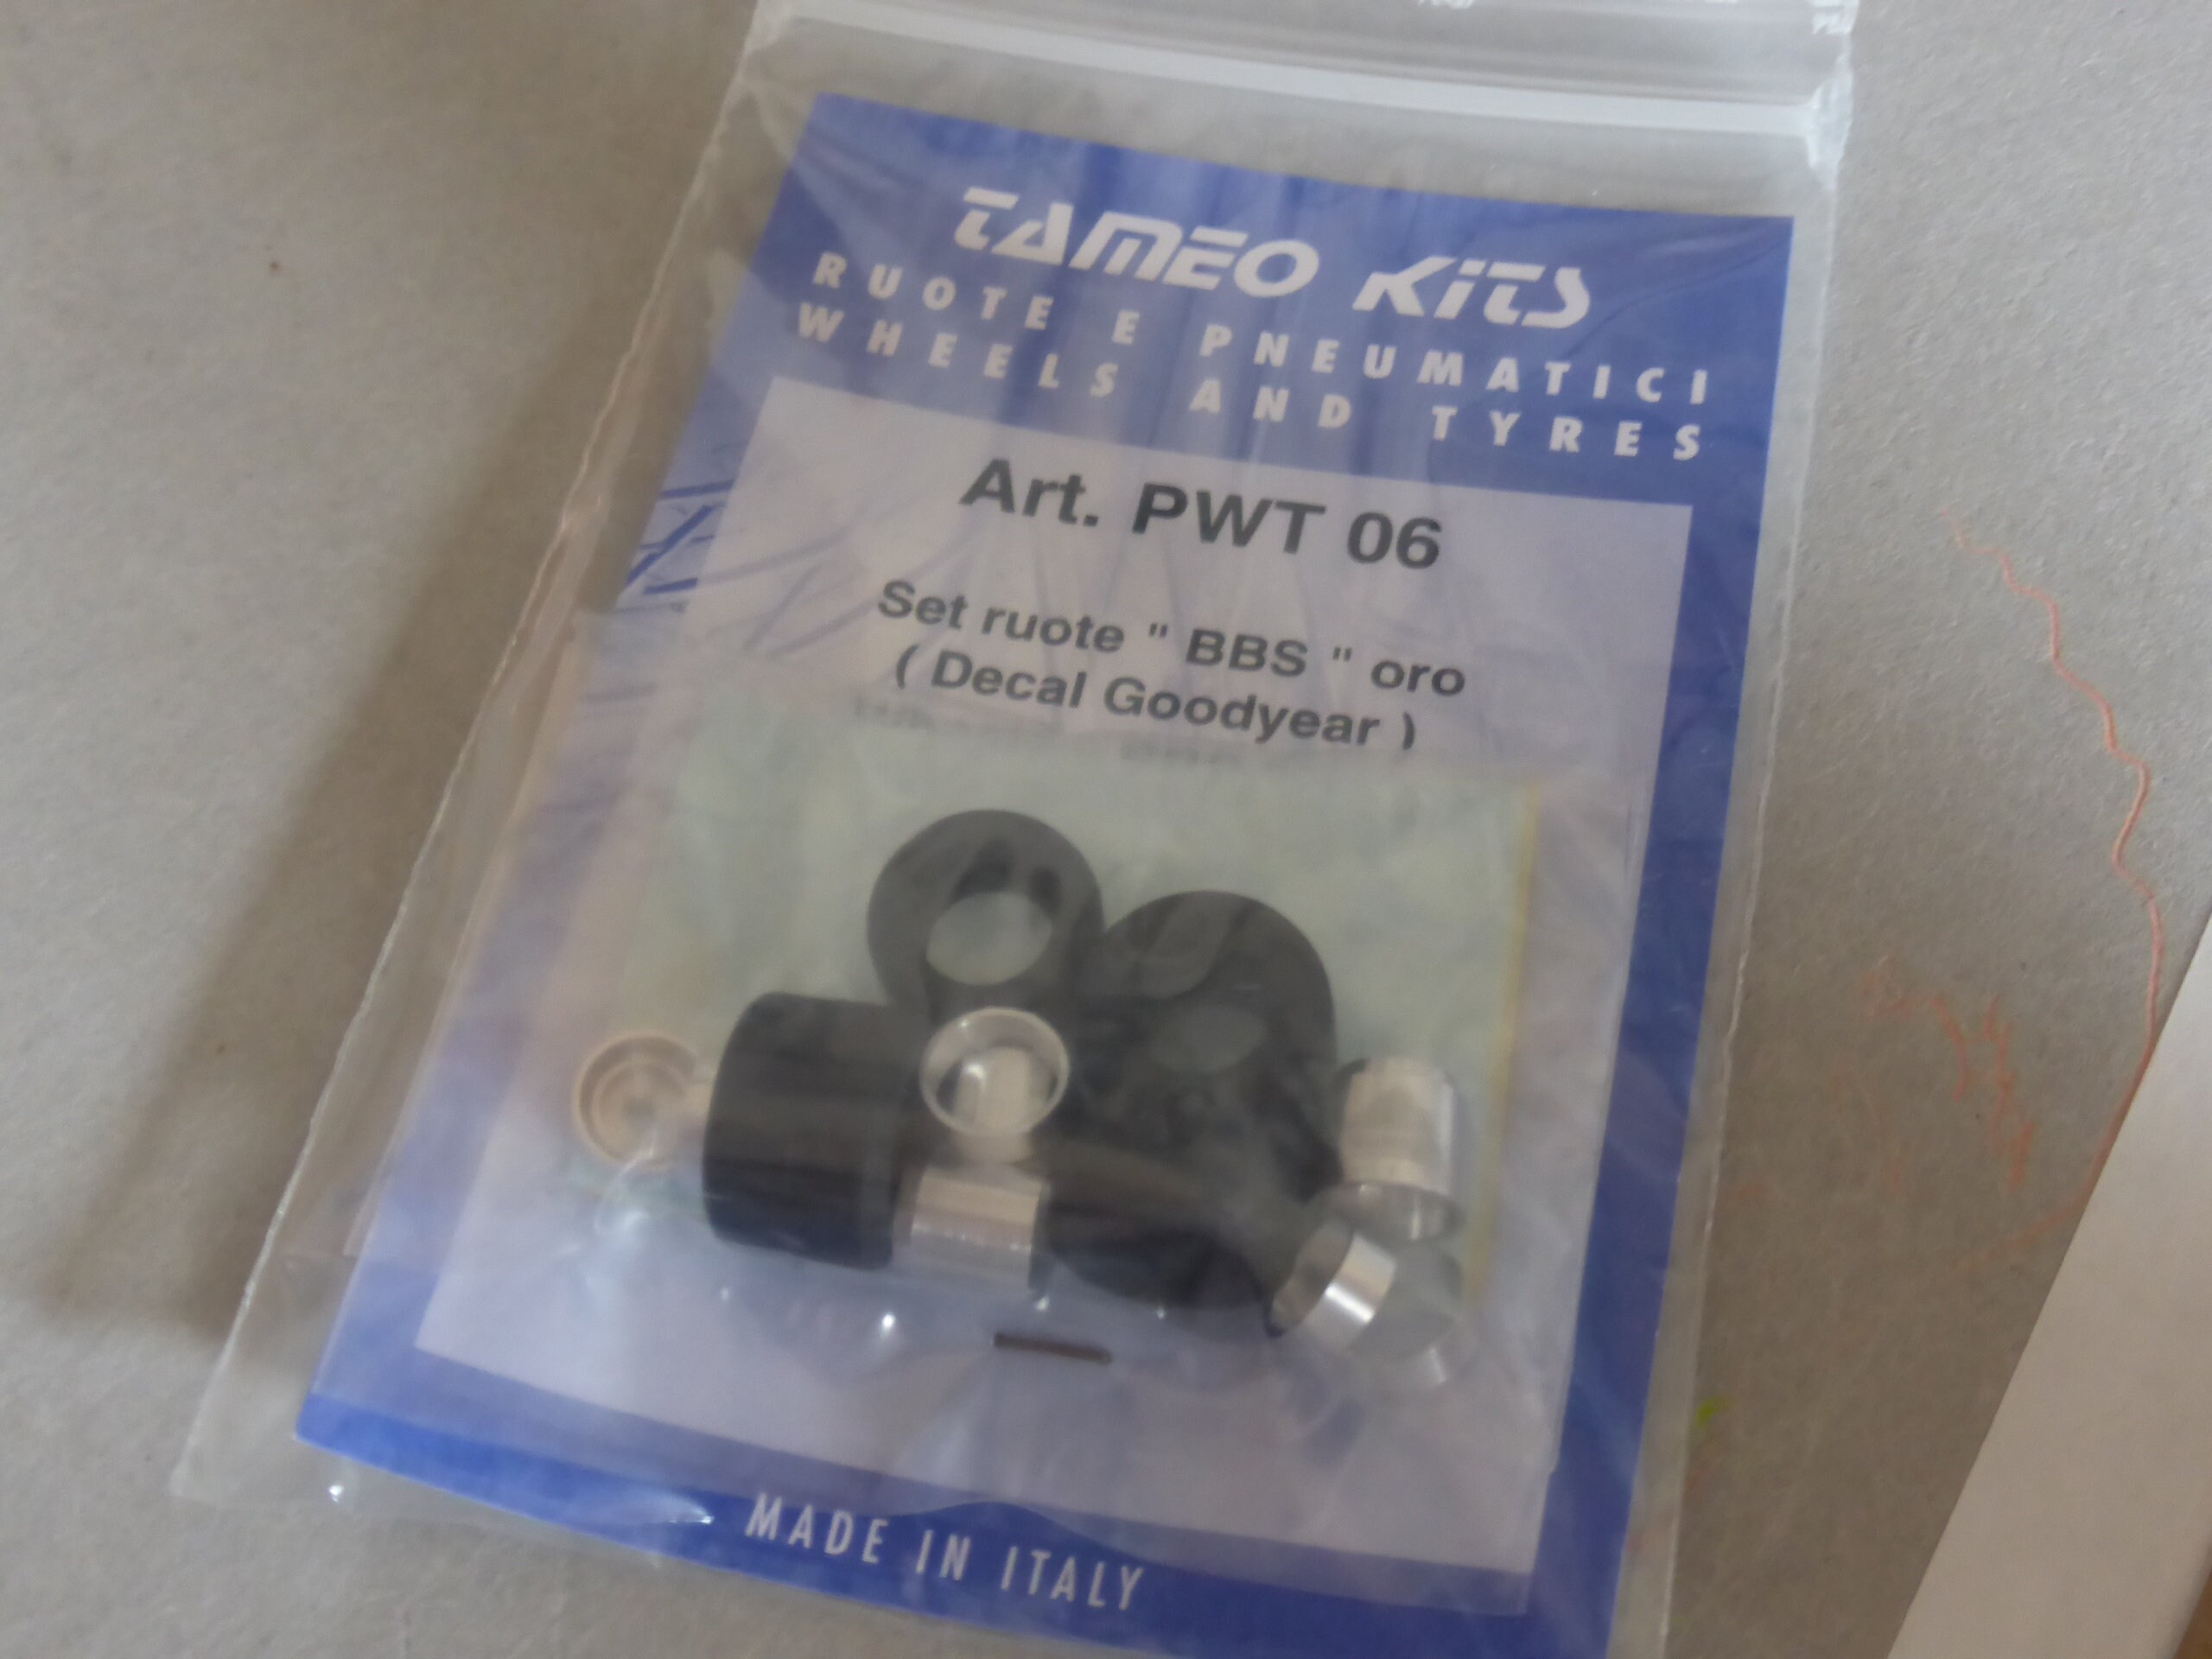 TAMEO KITS
RUOTE E PNEUMATICI
WHEELS AND TYRES
Art. PWT 06
Set ruote " BBS " oro
( Decal Goodyear )
MADE IN ITALY